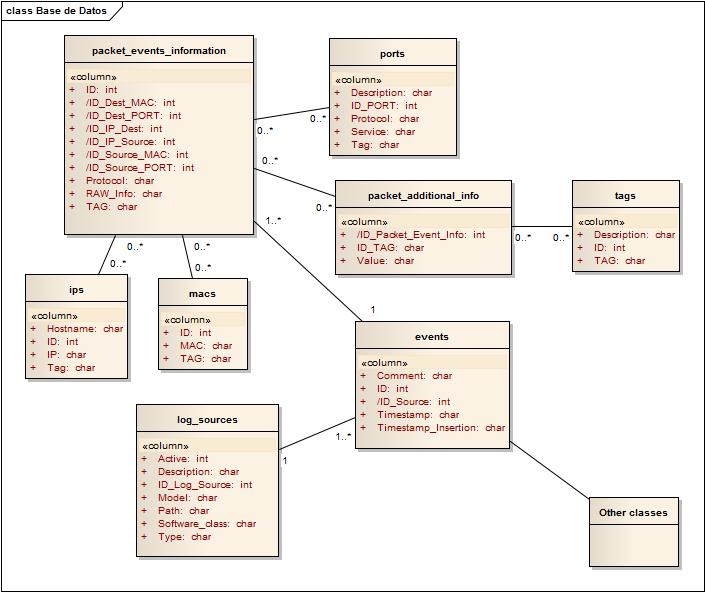 class Base de Datos
packet_events_information
«column»
+ ID: int
+ /ID_Dest_MAC: int
+ /ID_Dest_PORT: int
+ /ID_IP_Dest: int
+ /ID_IP_Source: int
+ /ID_Source_MAC: int
+ /ID_Source_PORT: int
+ Protocol: char
+ RAW_Info: char
+ TAG: char
ports
«column»
+ Description: char
+ ID_PORT: int
+ Protocol: char
+ Service: char
+ Tag: char
0..*
0..*
0..*
0..*
packet_additional_info
«column»
+ /ID_Packet_Event_Info: int
+ ID_TAG: char
+ Value: char
0..*
0..*
tags
«column»
+ Description: char
+ ID: int
+ TAG: char
1..*
1
0..*
0..*
0..*
0..*
ips
«column»
+ Hostname: char
+ ID: int
+ IP: char
+ Tag: char
macs
«column»
+ ID: int
+ MAC: char
+ TAG: char
events
«column»
+ Comment: char
+ ID: int
+ /ID_Source: int
+ Timestamp: char
+ Timestamp_Insertion: char
1..*
1
log_sources
«column»
+ Active: int
+ Description: char
+ ID_Log_Source: int
+ Model: char
+ Path: char
+ Software_class: char
+ Type: char
Other classes